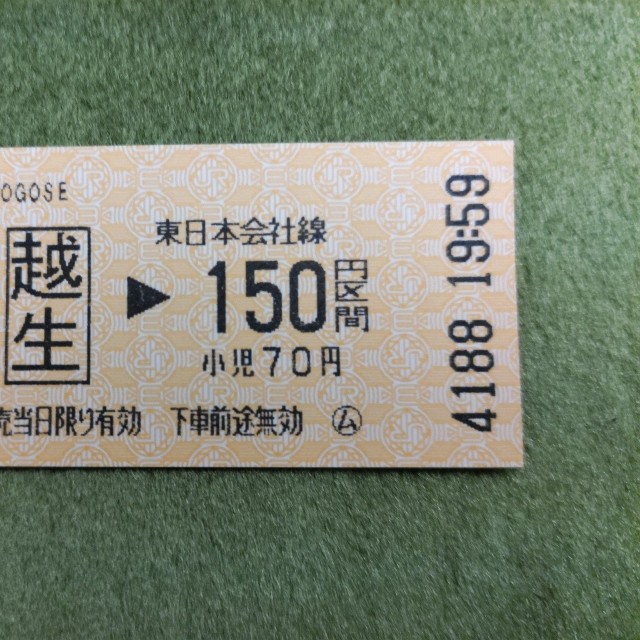 OGOSE
越生
東日本会社線
▶ 150円区間
小児70円
当日限り有効 下車前途無効 ㋰
4188 19:59